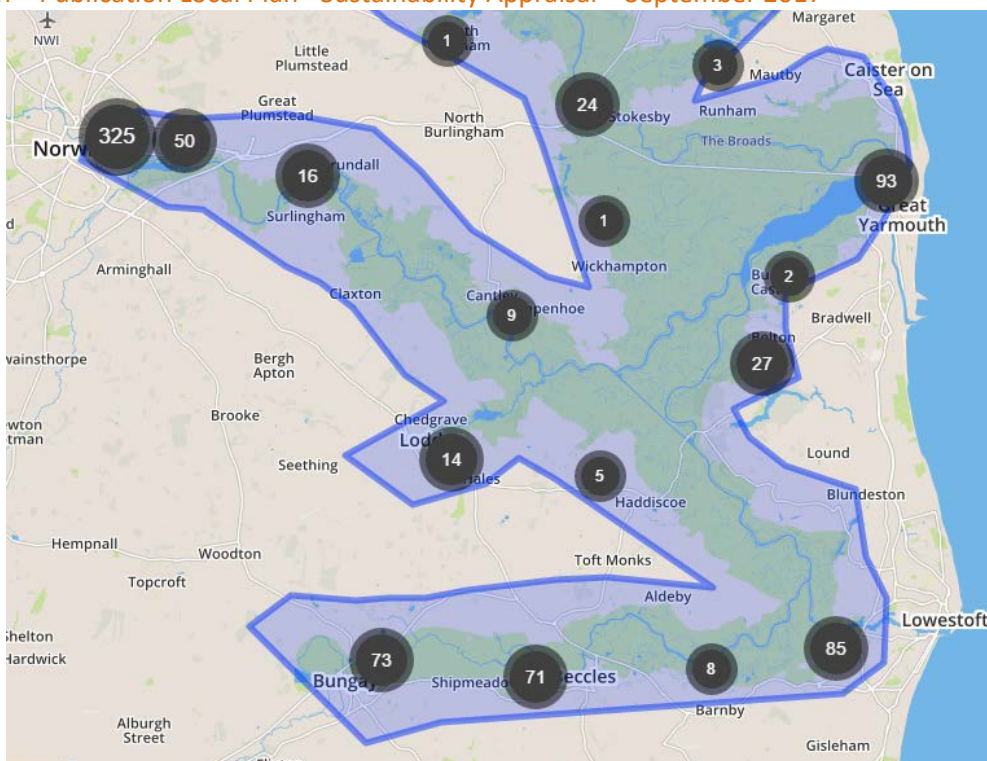 Publication Local Plan - Sustainability Appraisal - September 2017
NWI
Little
Plumstead
1
3
Margaret
Mautby
Caister on
Sea
Great
Plumstead
24
Stokesby
Runham
North
Burlingham
The Broads
325
50
16
Surlingham
93
Great
Yarmouth
1
Wickhampton
2
Arminghall
Claxton
Cantley
9
Bradwell
27
Bergh
Apton
Brooke
Chedgrave
14
Hales
Seething
5
Haddiscoe
Lound
Blundeston
Hempnall
Woodton
Topcroft
Toft Monks
Aldeby
Lowestoft
Shelton
Hardwick
73
Bungay
Shipmeadow
71
Beccles
8
85
Barnby
Alburgh
Street
Gisleham